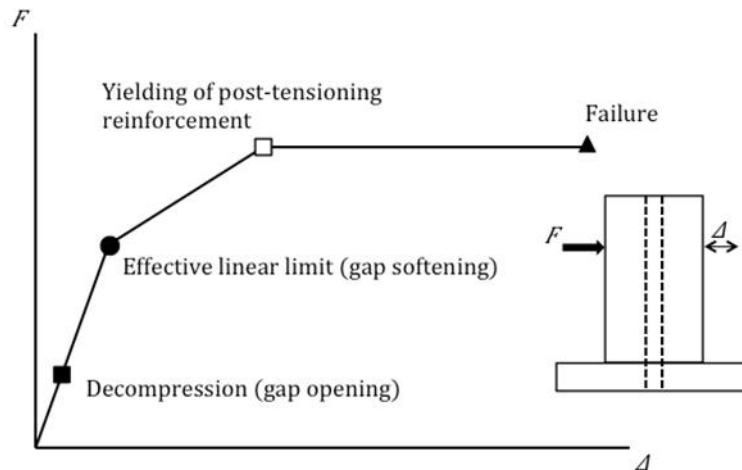 F
Yielding of post-tensioning
reinforcement
Failure
F
Δ
Effective linear limit (gap softening)
Decompression (gap opening)
Δ